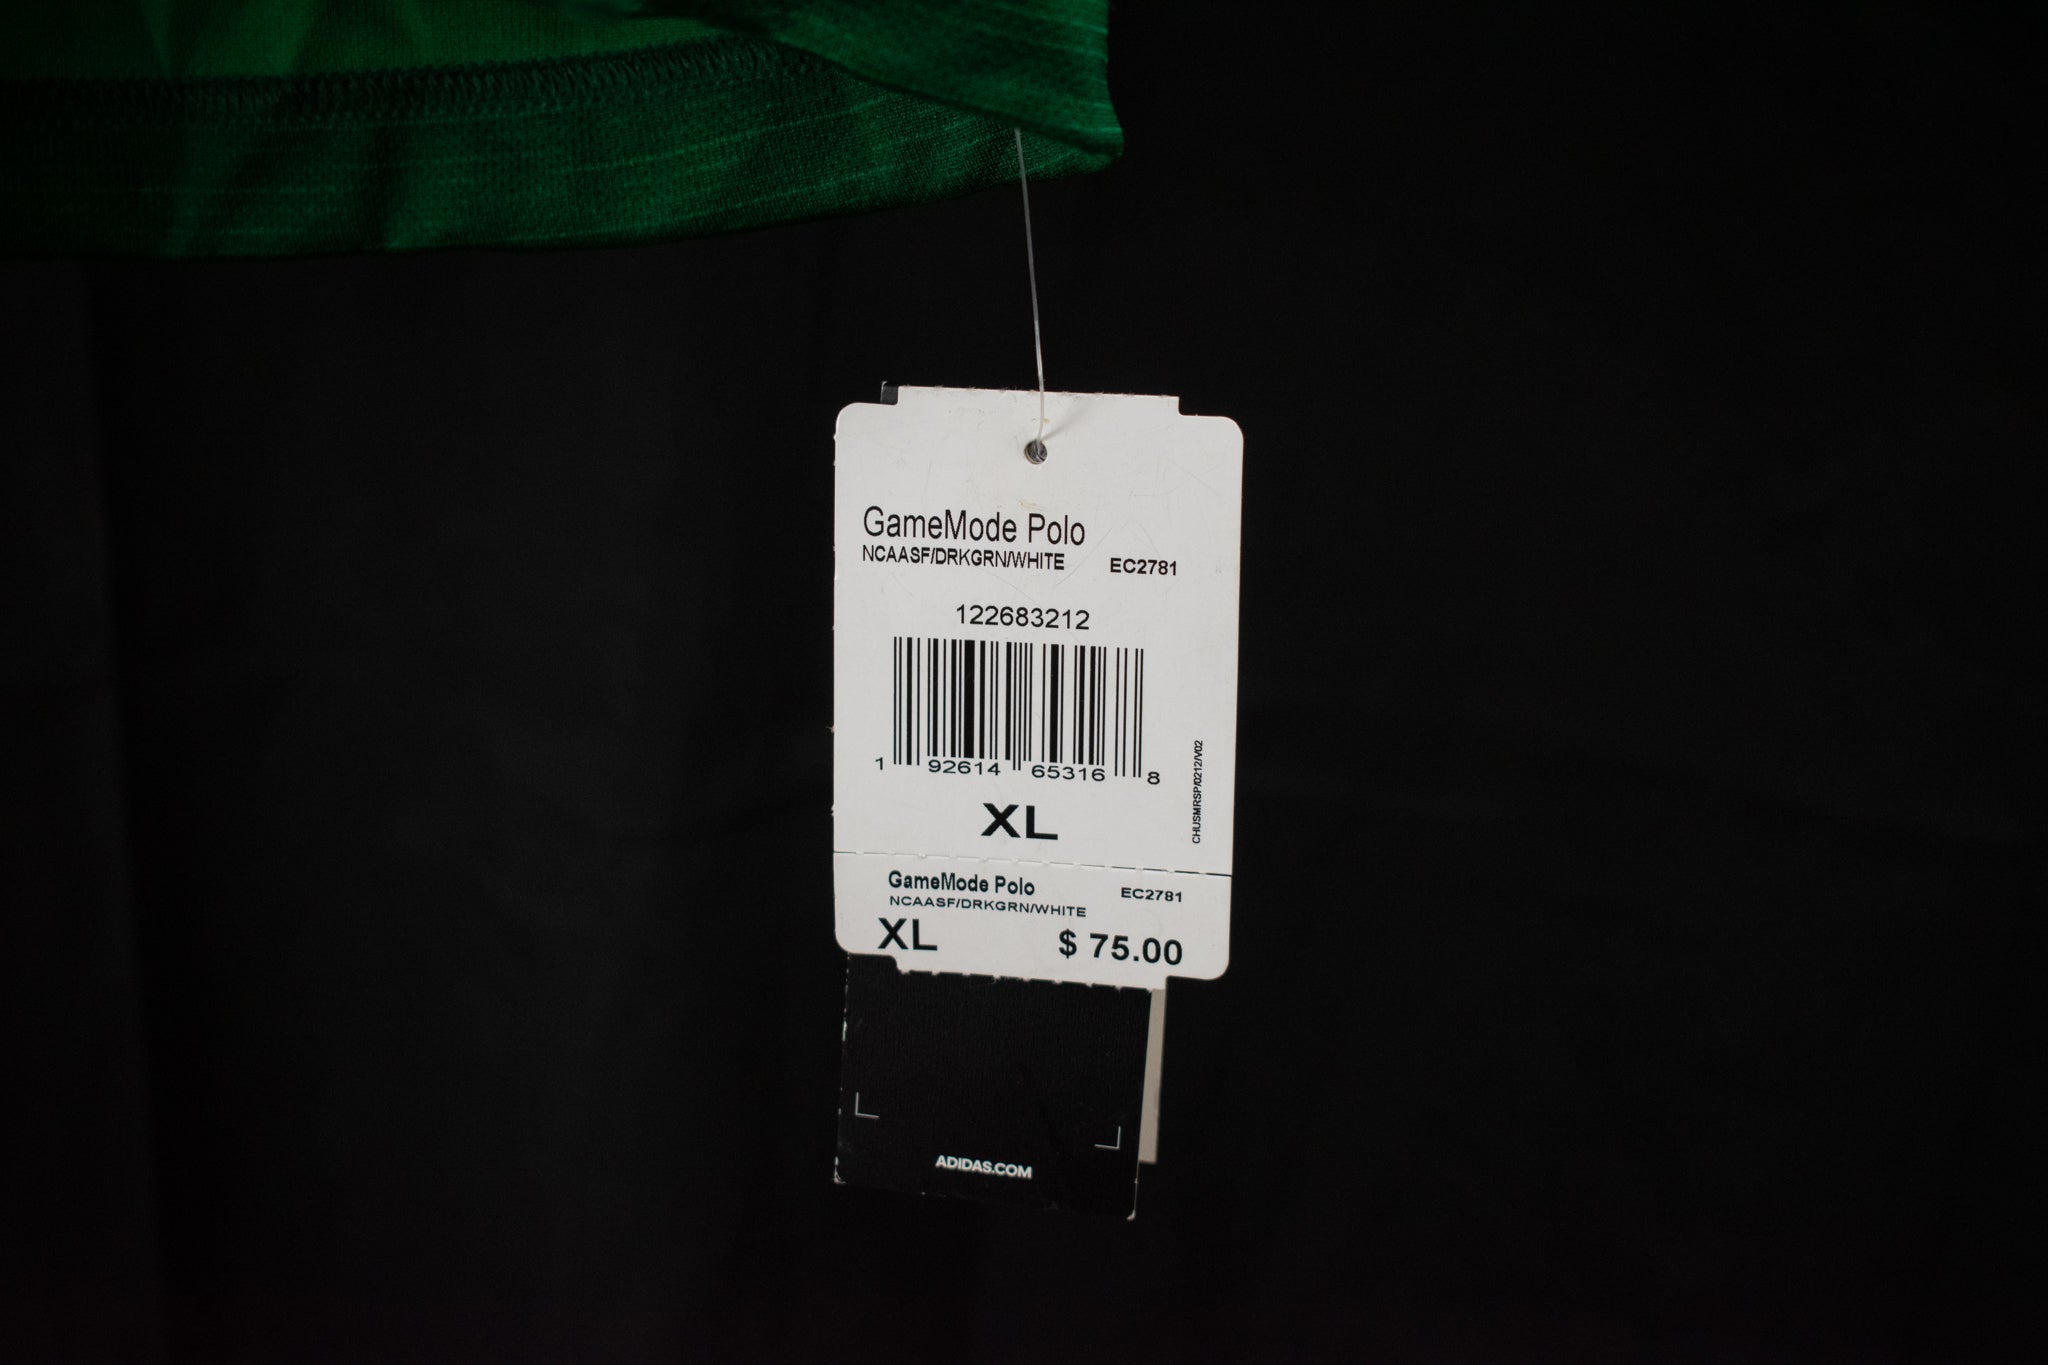 GameMode Polo
NCAASF/DRKGRN/WHITE EC2781
122683212
1 92614 65316 8
CHUSMRSP/0212/V02
XL
GameMode Polo EC2781
NCAASF/DRKGRN/WHITE
XL $ 75.00
ADIDAS.COM